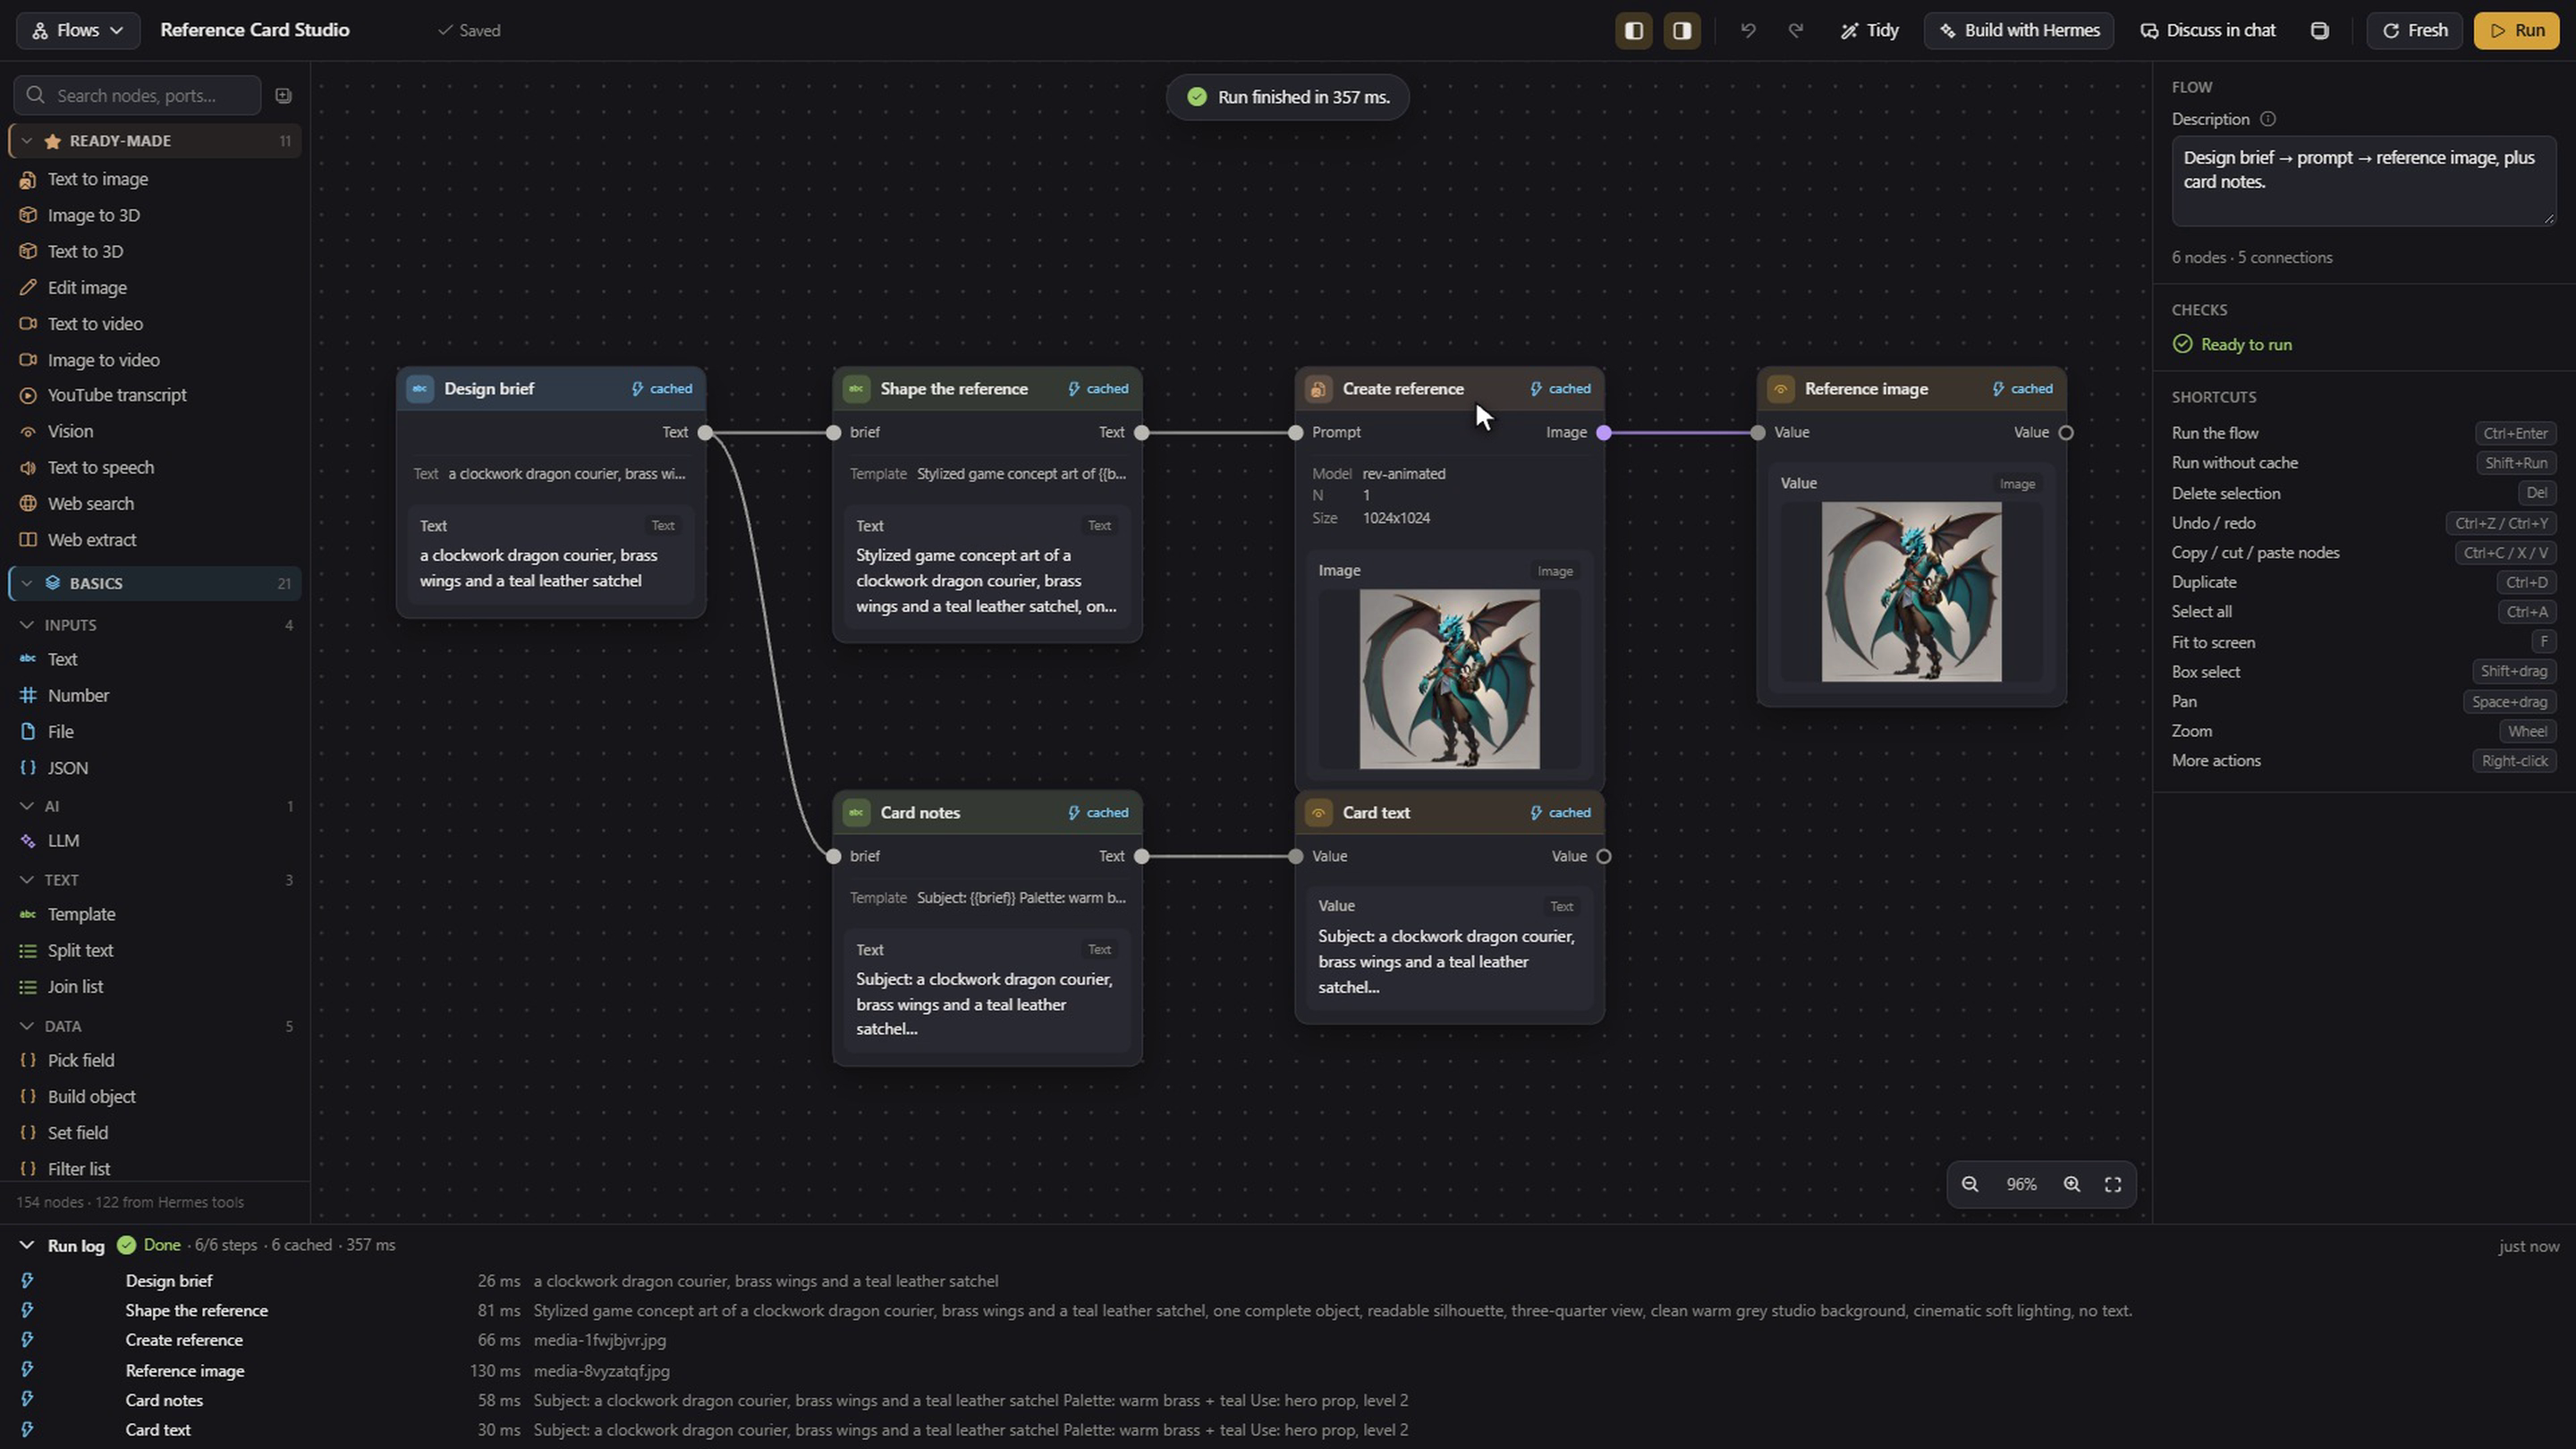 Flows
Reference Card Studio
Saved
Tidy
Build with Hermes
Discuss in chat
Fresh
Run
Search nodes, ports...
READY-MADE 11
Text to image
Image to 3D
Text to 3D
Edit image
Text to video
Image to video
YouTube transcript
Vision
Text to speech
Web search
Web extract
BASICS 21
INPUTS 4
Text
Number
File
JSON
AI 1
LLM
TEXT 3
Template
Split text
Join list
DATA 5
Pick field
Build object
Set field
Filter list
154 nodes · 122 from Hermes tools
Run finished in 357 ms.
abc Design brief cached
Text
Text a clockwork dragon courier, brass wi...
Text Text
a clockwork dragon courier, brass
wings and a teal leather satchel
abc Shape the reference cached
brief Text
Template Stylized game concept art of {{b...
Text Text
Stylized game concept art of a
clockwork dragon courier, brass
wings and a teal leather satchel, on...
Create reference cached
Prompt Image
Model rev-animated
N 1
Size 1024x1024
Image Image
Reference image cached
Value Value
Value Image
abc Card notes cached
brief Text
Template Subject: {{brief}} Palette: warm b...
Text Text
Subject: a clockwork dragon courier,
brass wings and a teal leather
satchel...
Card text cached
Value Value
Value Text
Subject: a clockwork dragon courier,
brass wings and a teal leather
satchel...
96%
FLOW
Description
Design brief → prompt → reference image, plus
card notes.
6 nodes · 5 connections
CHECKS
Ready to run
SHORTCUTS
Run the flow Ctrl+Enter
Run without cache Shift+Run
Delete selection Del
Undo / redo Ctrl+Z / Ctrl+Y
Copy / cut / paste nodes Ctrl+C / X / V
Duplicate Ctrl+D
Select all Ctrl+A
Fit to screen F
Box select Shift+drag
Pan Space+drag
Zoom Wheel
More actions Right-click
Run log Done · 6/6 steps · 6 cached · 357 ms just now
Design brief 26 ms a clockwork dragon courier, brass wings and a teal leather satchel
Shape the reference 81 ms Stylized game concept art of a clockwork dragon courier, brass wings and a teal leather satchel, one complete object, readable silhouette, three-quarter view, clean warm grey studio background, cinematic soft lighting, no text.
Create reference 66 ms media-1fwjbjvr.jpg
Reference image 130 ms media-8vyzatqf.jpg
Card notes 58 ms Subject: a clockwork dragon courier, brass wings and a teal leather satchel Palette: warm brass + teal Use: hero prop, level 2
Card text 30 ms Subject: a clockwork dragon courier, brass wings and a teal leather satchel Palette: warm brass + teal Use: hero prop, level 2